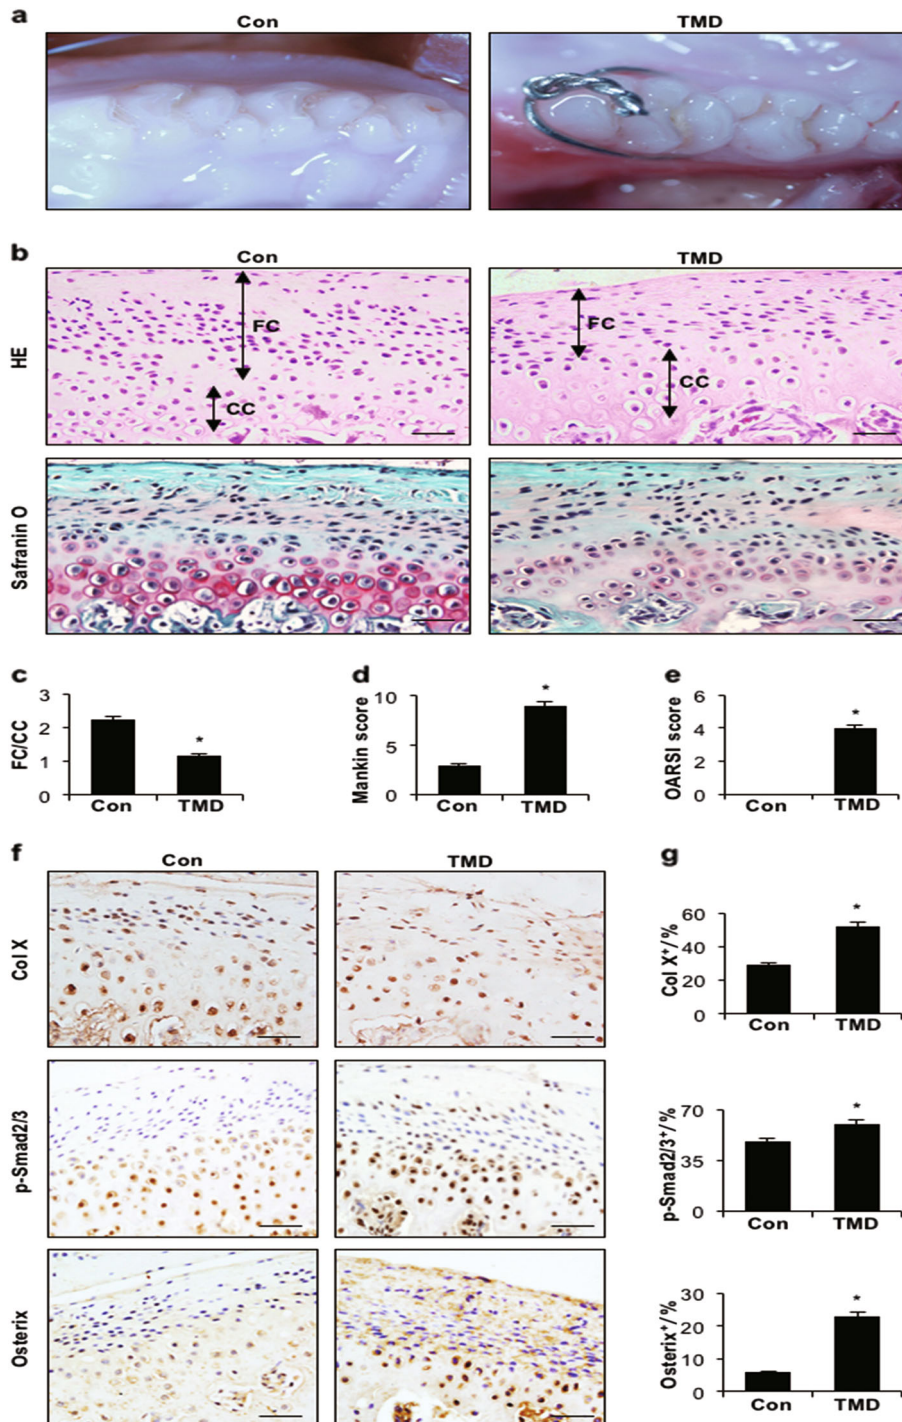 a
Con TMD
b
Con TMD
HE
FC
CC
FC
CC
Safranin O
c d e
FC/CC
3
2
1
0
Con TMD
*
Mankin score
10
5
0
Con TMD
*
OARSI score
6
4
2
0
Con TMD
*
f g
Con TMD
Col X
Col X⁺/%
60
40
20
0
Con TMD
*
p-Smad2/3
p-Smad2/3⁺/%
70
35
0
Con TMD
*
Osterix
Osterix⁺/%
30
20
10
0
Con TMD
*